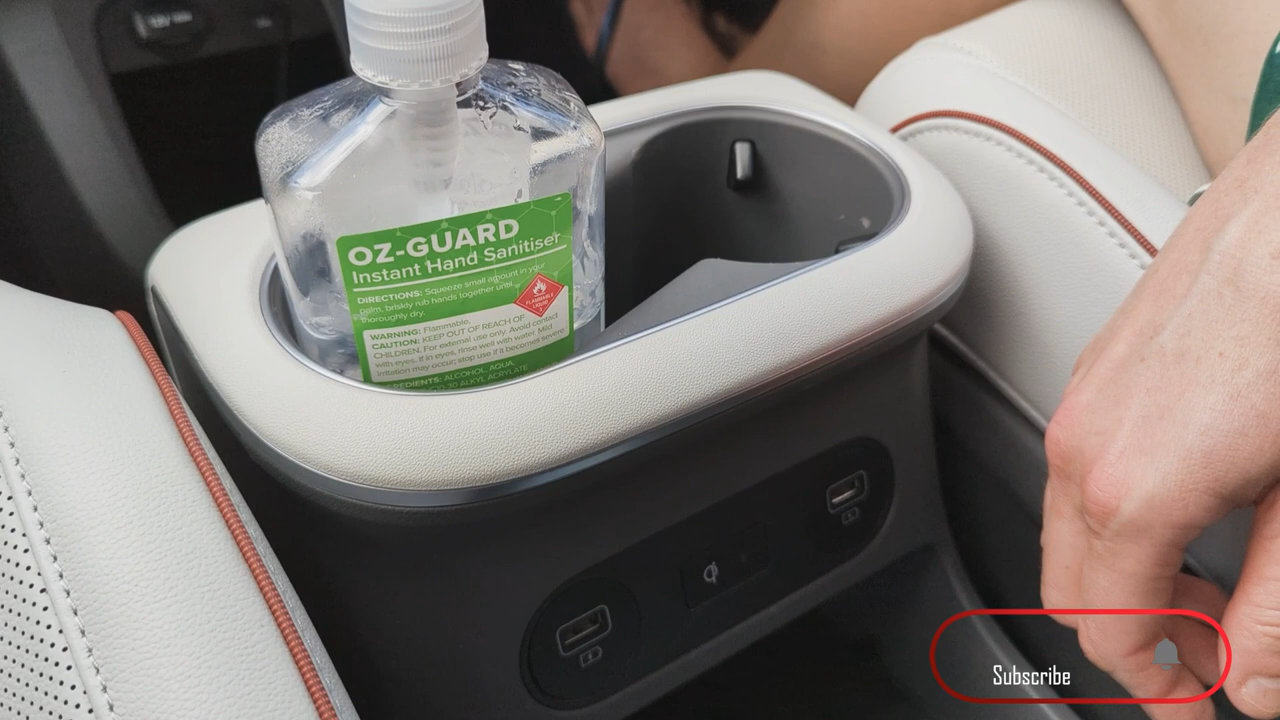 OZ-GUARD
Instant Hand Sanitiser
DIRECTIONS: Squeeze small amount in your
palm, briskly rub hands together until
thoroughly dry.
FLAMMABLE
LIQUID
WARNING: Flammable.
CAUTION: KEEP OUT OF REACH OF
CHILDREN. For external use only. Avoid contact
with eyes. If in eyes, rinse well with water. Mild
irritation may occur; stop use if it becomes severe.
ALCOHOL, AQUA,
ALKYL ACRYLATE
Subscribe